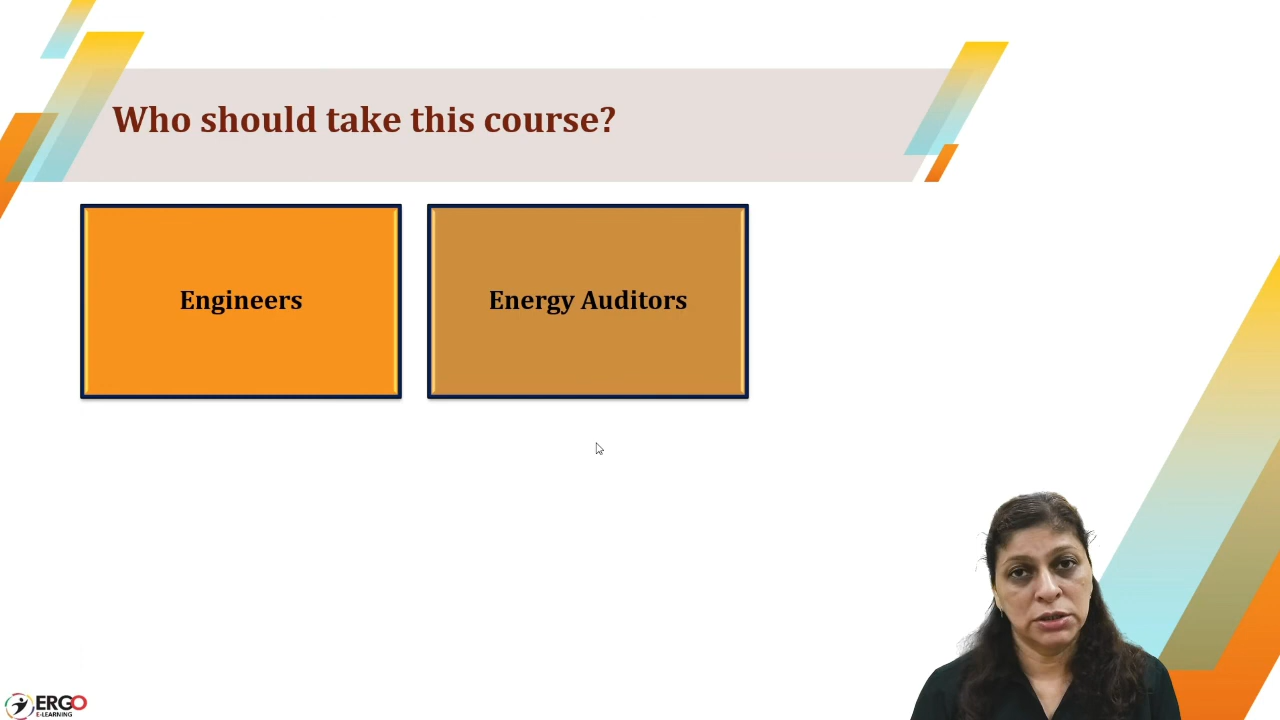 Who should take this course?
Engineers
Energy Auditors
ERGO
E-LEARNING